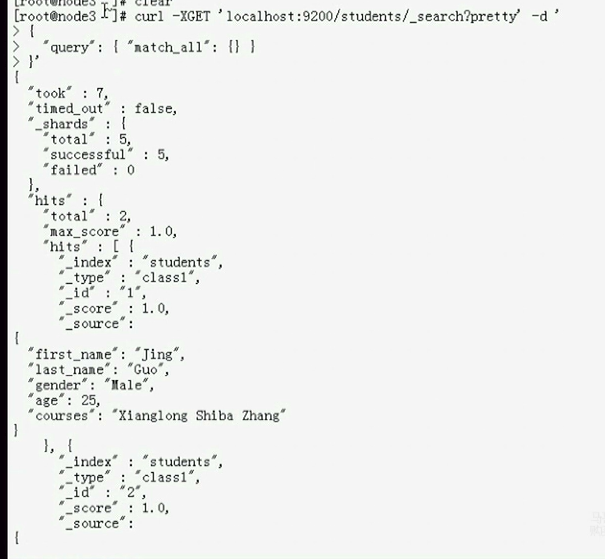 [root@node3 ~]# clear
[root@node3 ~]# curl -XGET 'localhost:9200/students/_search?pretty' -d '
> {
>   "query": { "match_all": {} }
> }'
{
  "took" : 7,
  "timed_out" : false,
  "_shards" : {
    "total" : 5,
    "successful" : 5,
    "failed" : 0
  },
  "hits" : {
    "total" : 2,
    "max_score" : 1.0,
    "hits" : [ {
      "_index" : "students",
      "_type" : "class1",
      "_id" : "1",
      "_score" : 1.0,
      "_source":
{
  "first_name": "Jing",
  "last_name": "Guo",
  "gender": "Male",
  "age": 25,
  "courses": "Xianglong Shiba Zhang"
}
    }, {
      "_index" : "students",
      "_type" : "class1",
      "_id" : "2",
      "_score" : 1.0,
      "_source":
{